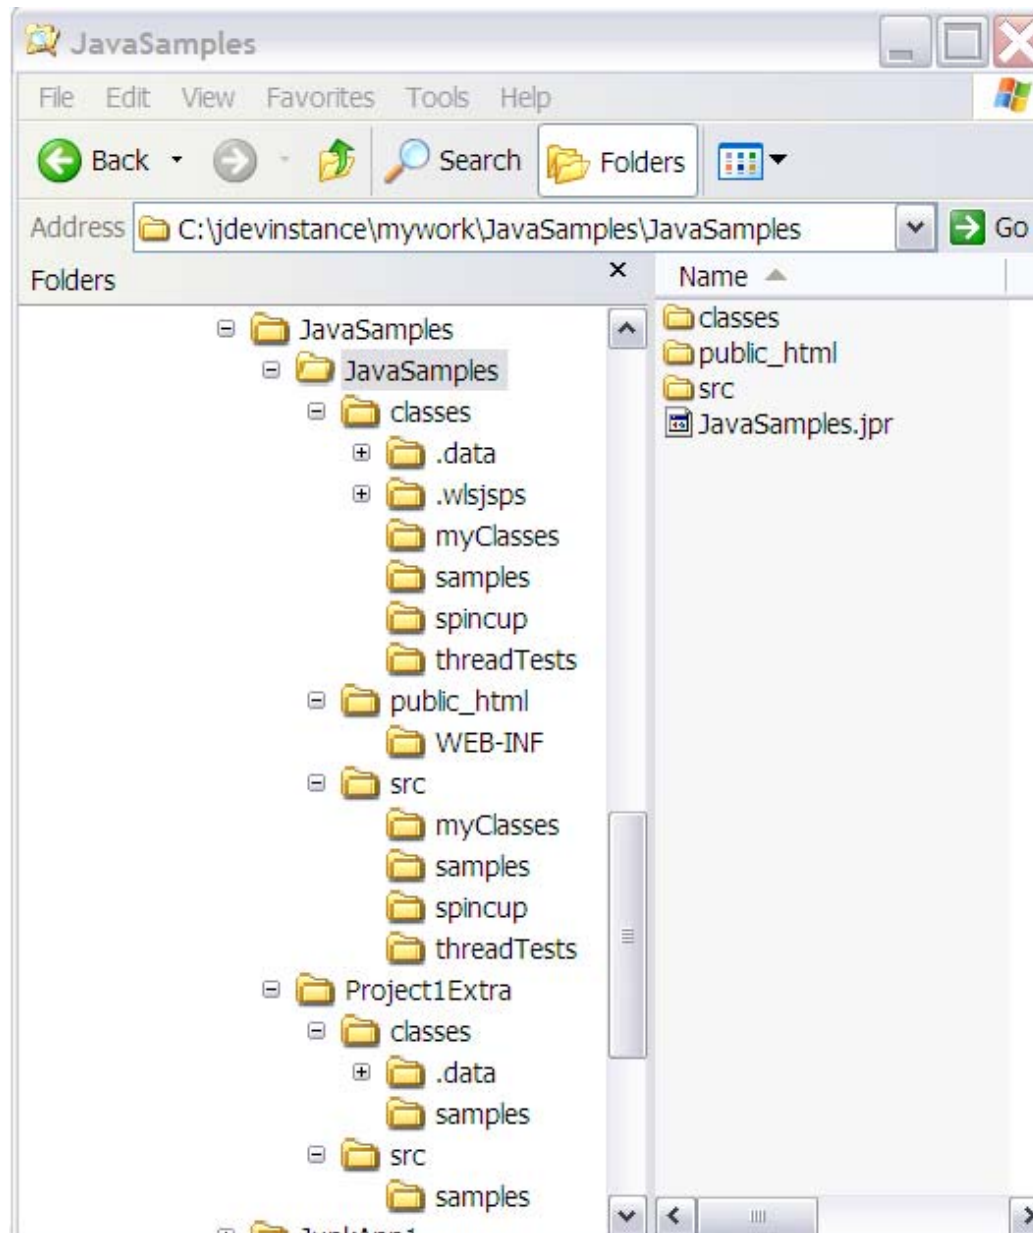 JavaSamples
File Edit View Favorites Tools Help
Back Search Folders
Address C:\jdevinstance\mywork\JavaSamples\JavaSamples Go
Folders
Name
JavaSamples
JavaSamples
classes
.data
.wlsjsps
myClasses
samples
spincup
threadTests
public_html
WEB-INF
src
myClasses
samples
spincup
threadTests
Project1Extra
classes
.data
samples
src
samples
JunkApp1
classes
public_html
src
JavaSamples.jpr